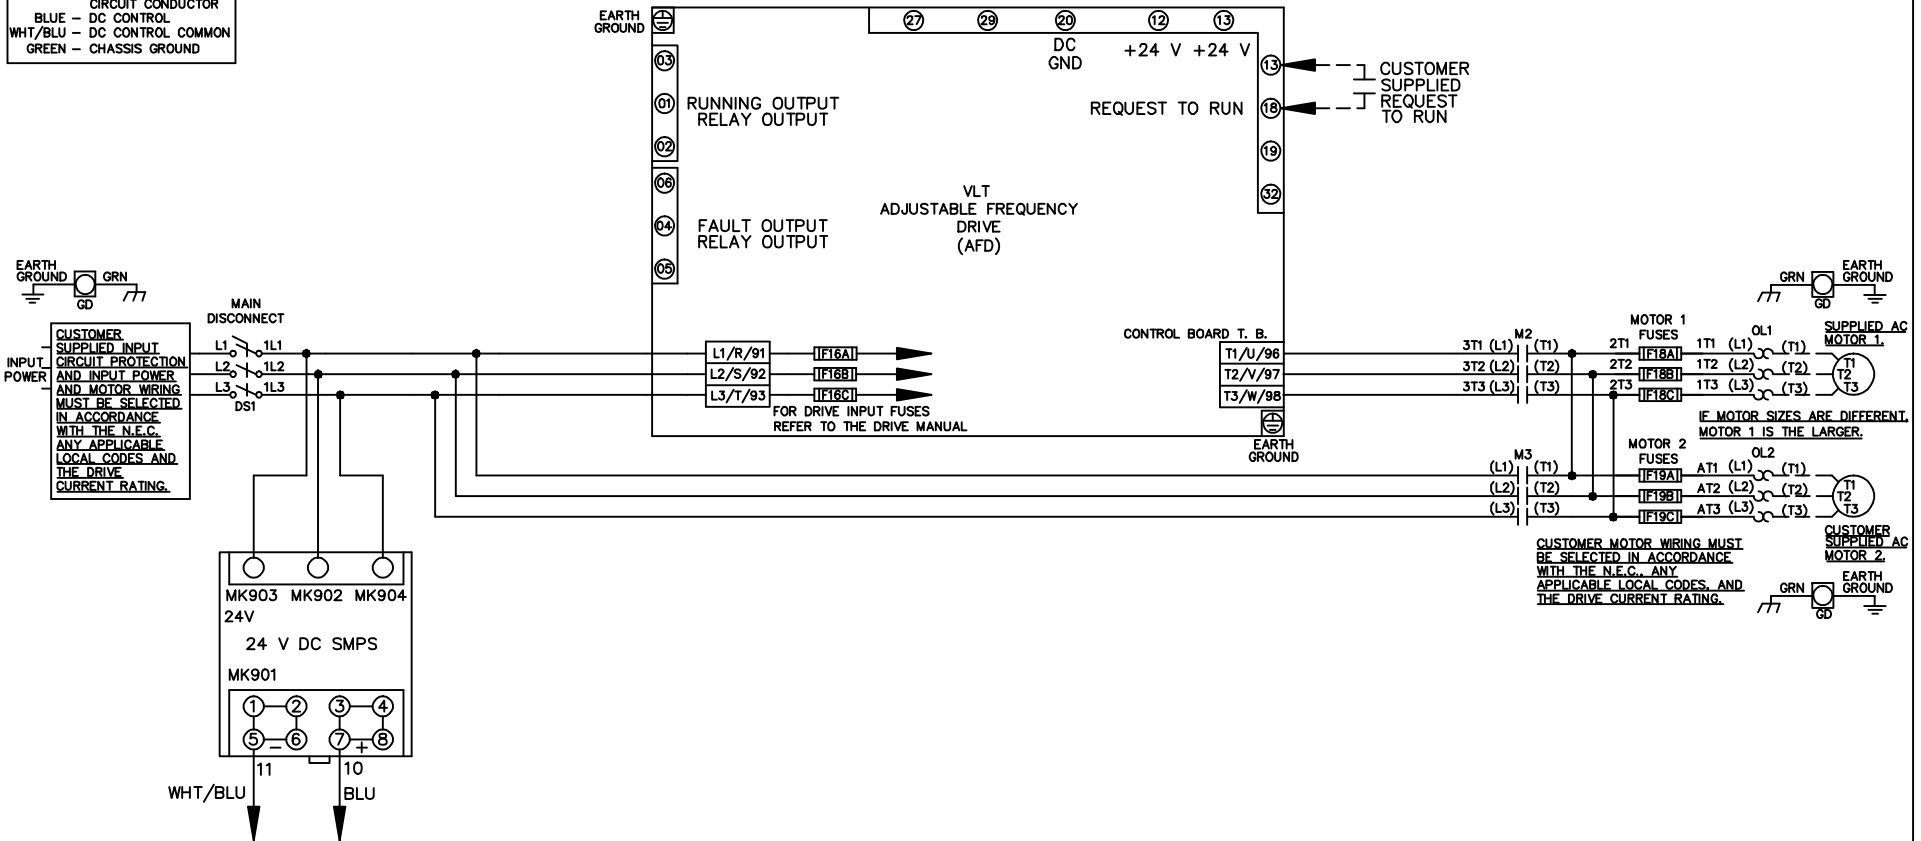 CIRCUIT CONDUCTOR
BLUE – DC CONTROL
WHT/BLU – DC CONTROL COMMON
GREEN – CHASSIS GROUND
EARTH
GROUND
27
29
20
12
13
DC
GND
+24 V
+24 V
03
01
02
RUNNING OUTPUT
RELAY OUTPUT
06
04
05
FAULT OUTPUT
RELAY OUTPUT
13
18
19
32
REQUEST TO RUN
CUSTOMER
SUPPLIED
REQUEST
TO RUN
VLT
ADJUSTABLE FREQUENCY
DRIVE
(AFD)
EARTH
GROUND
GRN
GD
MAIN
DISCONNECT
INPUT
POWER
CUSTOMER
SUPPLIED INPUT
CIRCUIT PROTECTION
AND INPUT POWER
AND MOTOR WIRING
MUST BE SELECTED
IN ACCORDANCE
WITH THE N.E.C.
ANY APPLICABLE
LOCAL CODES AND
THE DRIVE
CURRENT RATING.
L1 1L1
L2 1L2
L3 1L3
DS1
L1/R/91
L2/S/92
L3/T/93
F16A
F16B
F16C
FOR DRIVE INPUT FUSES
REFER TO THE DRIVE MANUAL
CONTROL BOARD T. B.
T1/U/96
T2/V/97
T3/W/98
EARTH
GROUND
M2
3T1 (L1) (T1)
3T2 (L2) (T2)
3T3 (L3) (T3)
MOTOR 1
FUSES
2T1 F18A 1T1 (L1)
2T2 F18B 1T2 (L2)
2T3 F18C 1T3 (L3)
OL1
(T1)
(T2)
(T3)
T1
T2
T3
GRN
GD
EARTH
GROUND
SUPPLIED AC
MOTOR 1.
IF MOTOR SIZES ARE DIFFERENT,
MOTOR 1 IS THE LARGER.
M3
(L1) (T1)
(L2) (T2)
(L3) (T3)
MOTOR 2
FUSES
F19A AT1 (L1)
F19B AT2 (L2)
F19C AT3 (L3)
OL2
(T1)
(T2)
(T3)
T1
T2
T3
CUSTOMER
SUPPLIED AC
MOTOR 2.
CUSTOMER MOTOR WIRING MUST
BE SELECTED IN ACCORDANCE
WITH THE N.E.C., ANY
APPLICABLE LOCAL CODES, AND
THE DRIVE CURRENT RATING.
GRN
GD
EARTH
GROUND
MK903 MK902 MK904
24V
24 V DC SMPS
MK901
1 2 3 4
5 – 6 7 + 8
11
10
WHT/BLU
BLU